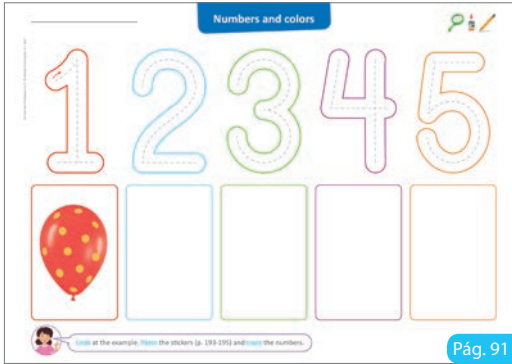 Numbers and colors
1 2 3 4 5
Look at the example. Paste the stickers (p. 193-195) and trace the numbers.
Pág. 91